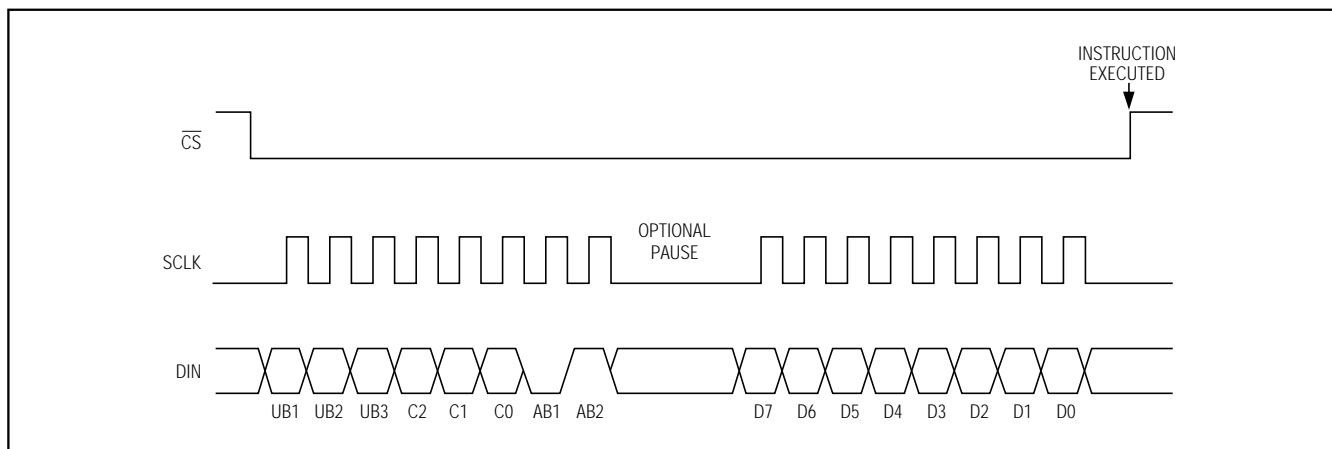 INSTRUCTION
EXECUTED
CS
OPTIONAL
PAUSE
SCLK
DIN
UB1 UB2 UB3 C2 C1 C0 AB1 AB2 D7 D6 D5 D4 D3 D2 D1 D0